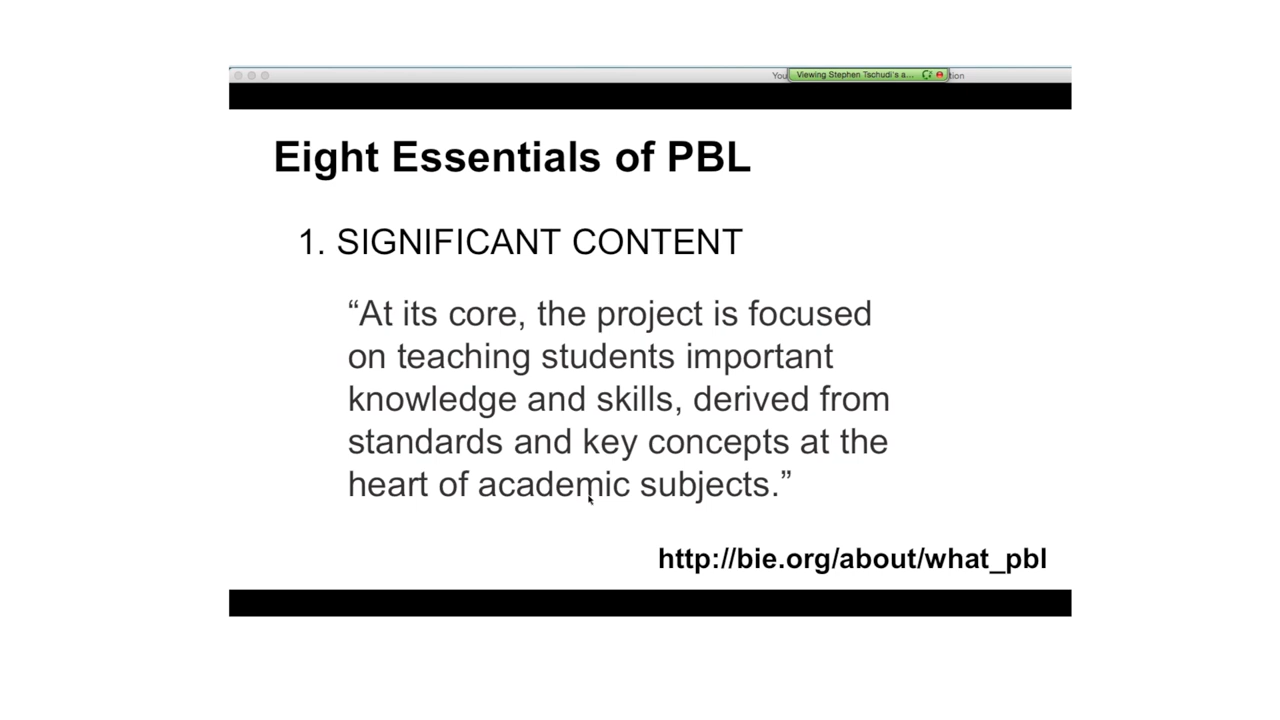 You Viewing Stephen Tschudi's a... tion
Eight Essentials of PBL
1. SIGNIFICANT CONTENT
“At its core, the project is focused
on teaching students important
knowledge and skills, derived from
standards and key concepts at the
heart of academic subjects.”
http://bie.org/about/what_pbl